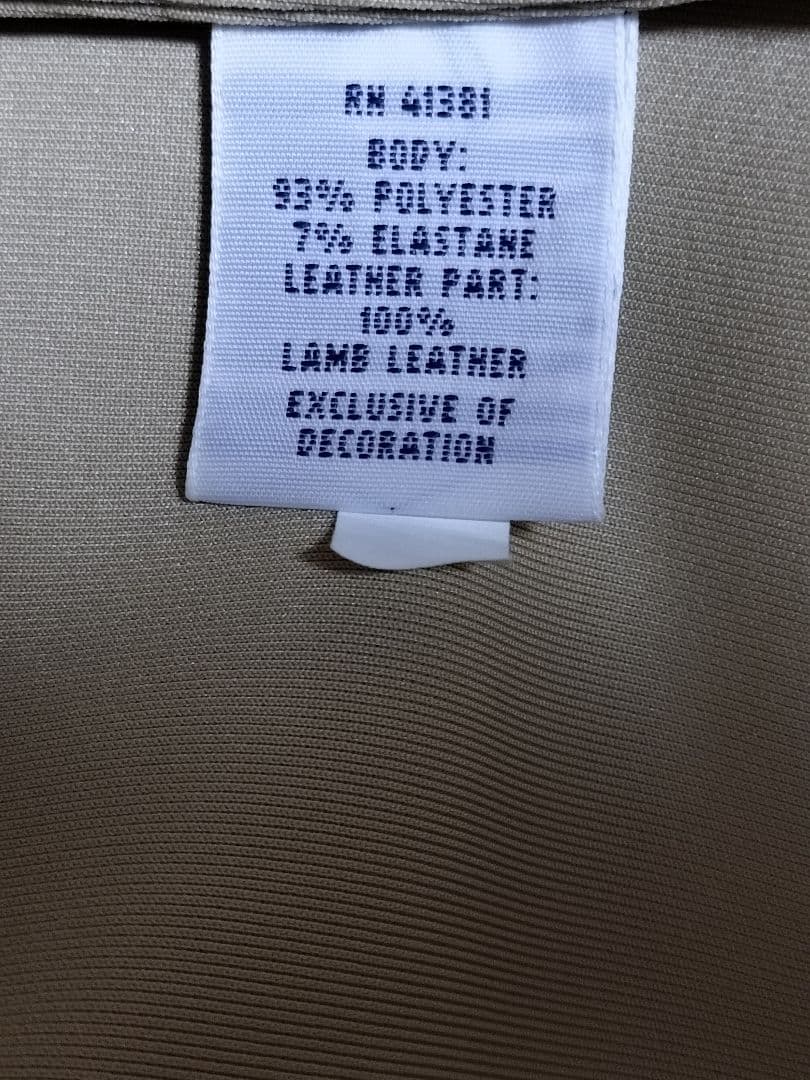 RN 41381
BODY:
93% POLYESTER
7% ELASTANE
LEATHER PART:
100%
LAMB LEATHER
EXCLUSIVE OF
DECORATION